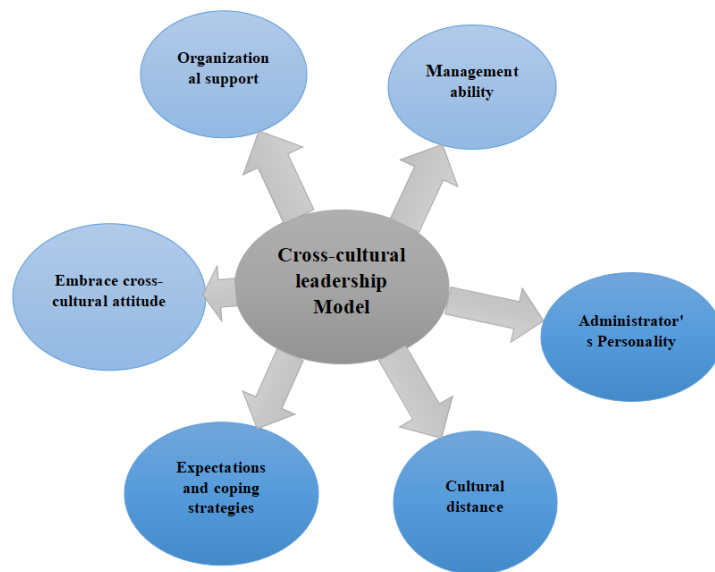 Organization
al support
Management
ability
Cross-cultural
leadership
Model
Embrace cross-
cultural attitude
Administrator'
s Personality
Expectations
and coping
strategies
Cultural
distance